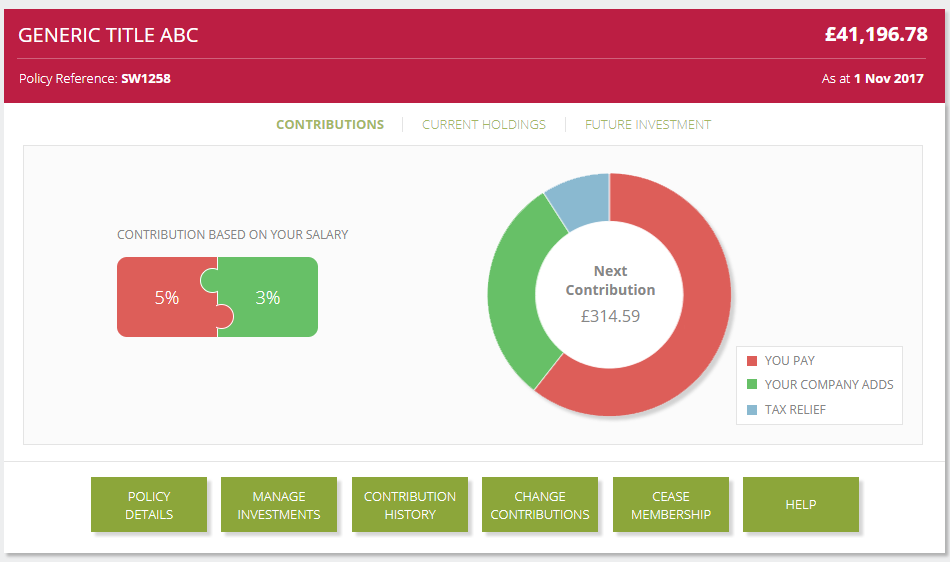 GENERIC TITLE ABC
£41,196.78
Policy Reference: SW1258
As at 1 Nov 2017
CONTRIBUTIONS
CURRENT HOLDINGS
FUTURE INVESTMENT
CONTRIBUTION BASED ON YOUR SALARY
5%
3%
Next
Contribution
£314.59
YOU PAY
YOUR COMPANY ADDS
TAX RELIEF
POLICY
DETAILS
MANAGE
INVESTMENTS
CONTRIBUTION
HISTORY
CHANGE
CONTRIBUTIONS
CEASE
MEMBERSHIP
HELP